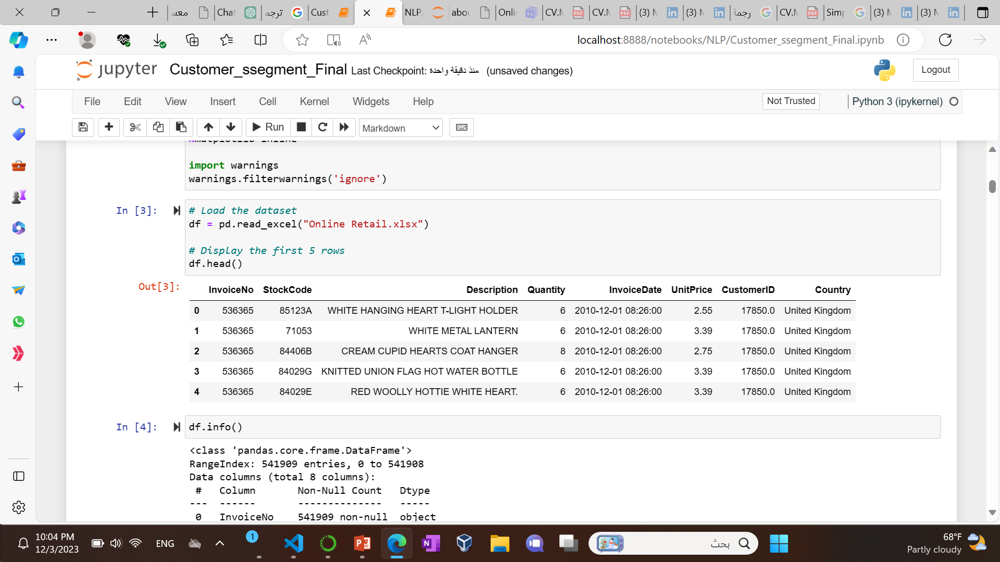 معس
Chat
ترجم
Cust
NLP/
abou
Onlin
CV.M
CV.M
(3) M
(3) M
رجمة
CV.M
Simp
(3) M
(3) M
localhost:8888/notebooks/NLP/Customer_ssegment_Final.ipynb
jupyter Customer_ssegment_Final Last Checkpoint: منذ دقيقة واحدة (unsaved changes)
Logout
File Edit View Insert Cell Kernel Widgets Help
Not Trusted
Python 3 (ipykernel)
Run
Markdown
%matplotlib inline
import warnings
warnings.filterwarnings('ignore')
In [3]:
# Load the dataset
df = pd.read_excel("Online Retail.xlsx")
# Display the first 5 rows
df.head()
Out[3]:
InvoiceNo StockCode Description Quantity InvoiceDate UnitPrice CustomerID Country
0 536365 85123A WHITE HANGING HEART T-LIGHT HOLDER 6 2010-12-01 08:26:00 2.55 17850.0 United Kingdom
1 536365 71053 WHITE METAL LANTERN 6 2010-12-01 08:26:00 3.39 17850.0 United Kingdom
2 536365 84406B CREAM CUPID HEARTS COAT HANGER 8 2010-12-01 08:26:00 2.75 17850.0 United Kingdom
3 536365 84029G KNITTED UNION FLAG HOT WATER BOTTLE 6 2010-12-01 08:26:00 3.39 17850.0 United Kingdom
4 536365 84029E RED WOOLLY HOTTIE WHITE HEART. 6 2010-12-01 08:26:00 3.39 17850.0 United Kingdom
In [4]:
df.info()
<class 'pandas.core.frame.DataFrame'>
RangeIndex: 541909 entries, 0 to 541908
Data columns (total 8 columns):
# Column Non-Null Count Dtype
--- ------ -------------- -----
0 InvoiceNo 541909 non-null object
10:04 PM
12/3/2023
ENG
1
بحث
68°F
Partly cloudy